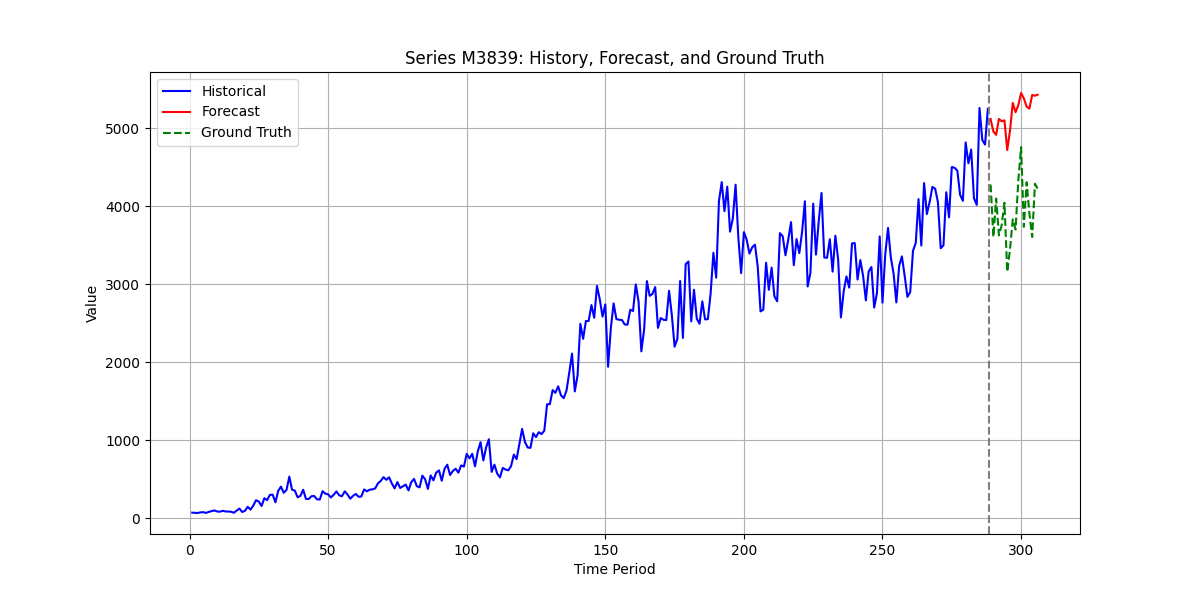 Series M3839: History, Forecast, and Ground Truth
Historical
Forecast
Ground Truth
Value
5000
4000
3000
2000
1000
0
0 50 100 150 200 250 300
Time Period